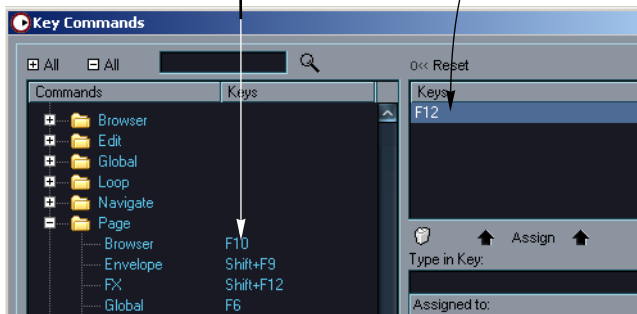 Key Commands
All All
0<< Reset
Commands Keys
Keys
F12
Browser
Edit
Global
Loop
Navigate
Page
Browser F10
Envelope Shift+F9
FX Shift+F12
Global F6
Assign
Type in Key:
Assigned to: